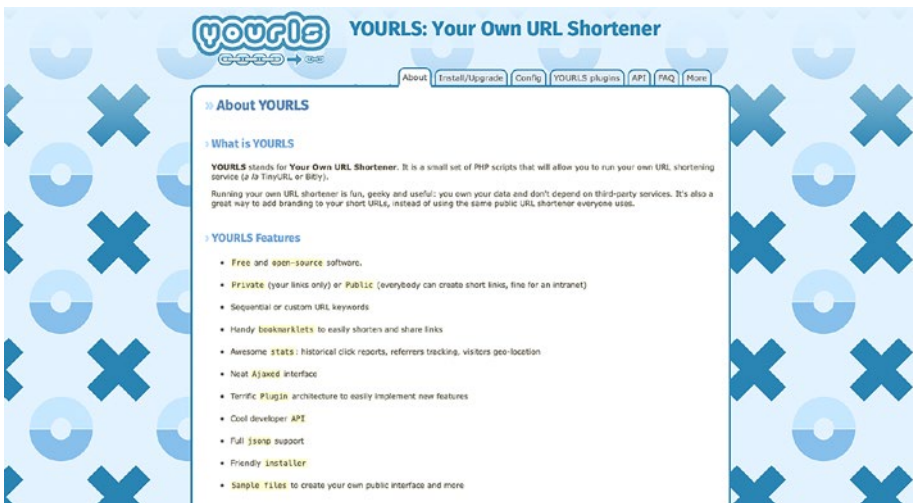 yourls
YOURLS: Your Own URL Shortener
About Install/Upgrade Config YOURLS plugins API FAQ More
» About YOURLS
» What is YOURLS
YOURLS stands for Your Own URL Shortener. It is a small set of PHP scripts that will allow you to run your own URL shortening
service (a la TinyURL or Bitly).
Running your own URL shortener is fun, geeky and useful: you own your data and don't depend on third-party services. It's also a
great way to add branding to your short URLs, instead of using the same public URL shortener everyone uses.
» YOURLS Features
• Free and open-source software.
• Private (your links only) or Public (everybody can create short links, fine for an intranet)
• Sequential or custom URL keywords
• Handy bookmarklets to easily shorten and share links
• Awesome stats: historical click reports, referrers tracking, visitors geo-location
• Neat Ajaxed interface
• Terrific Plugin architecture to easily implement new features
• Cool developer API
• Full jsonp support
• Friendly installer
• Sample files to create your own public interface and more